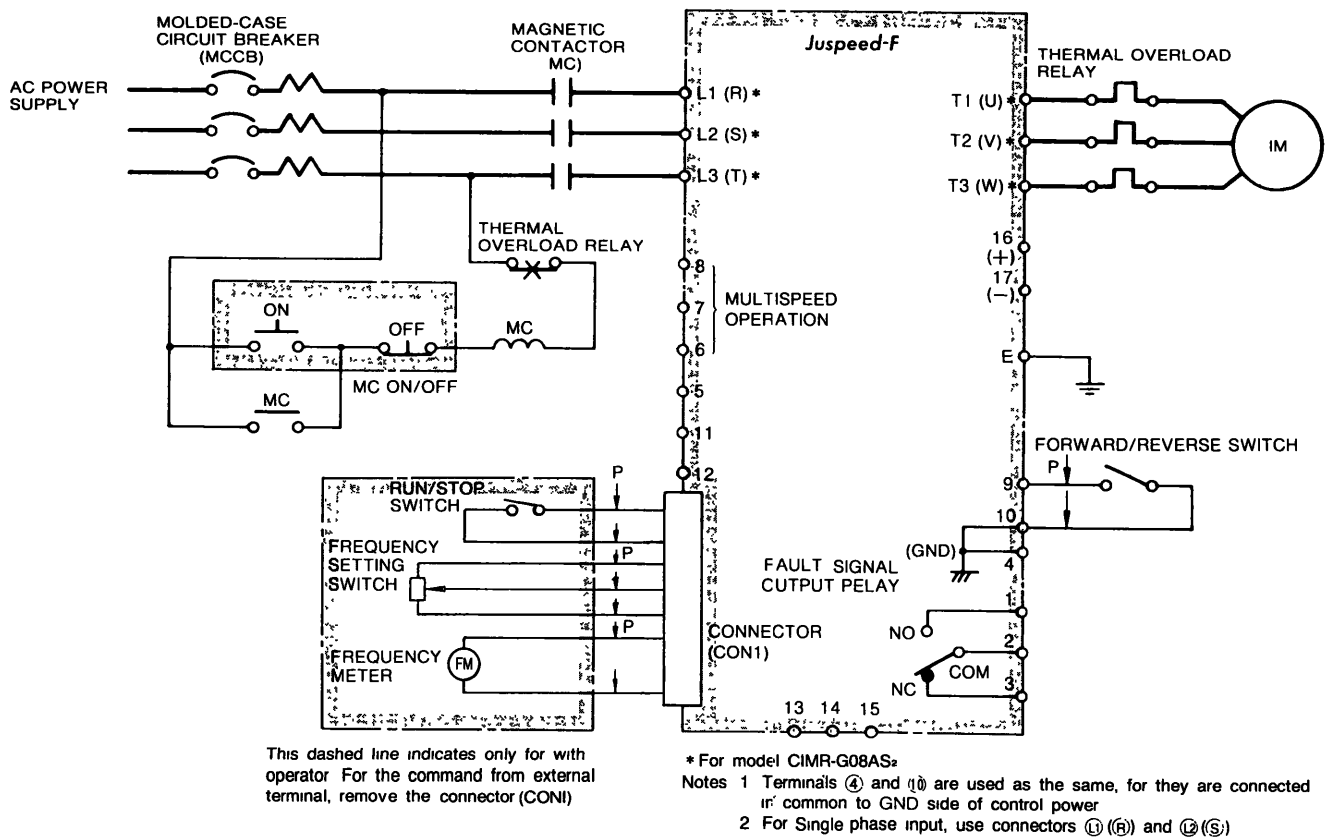 MOLDED-CASE
CIRCUIT BREAKER
(MCCB)
MAGNETIC
CONTACTOR
MC)
Juspeed-F
THERMAL OVERLOAD
RELAY
AC POWER
SUPPLY
L1 (R) *
L2 (S) *
L3 (T) *
T1 (U) *
T2 (V) *
T3 (W) *
IM
THERMAL
OVERLOAD RELAY
16
(+)
17
(−)
8
7
6
MULTISPEED
OPERATION
ON
OFF
MC
MC ON/OFF
MC
E
5
11
12
FORWARD/REVERSE SWITCH
P
9
10
(GND)
4
RUN/STOP
SWITCH
P
FREQUENCY
SETTING
SWITCH
P
P
FREQUENCY
METER
FM
CONNECTOR
(CON1)
FAULT SIGNAL
CUTPUT PELAY
1
NO
2
COM
NC
3
13 14 15
This dashed line indicates only for with
operator For the command from external
terminal, remove the connector (CONI)
* For model CIMR-G08AS2
Notes 1 Terminals ④ and ⑩ are used as the same, for they are connected
in common to GND side of control power
2 For Single phase input, use connectors (L1) ((R)) and (L2) ((S))